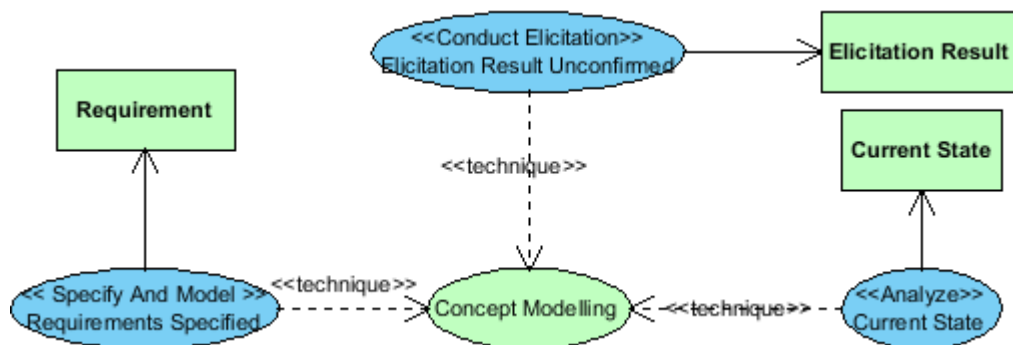 <<Conduct Elicitation>>
Elicitation Result Unconfirmed
Elicitation Result
Requirement
Current State
<<technique>>
<<technique>>
<<technique>>
<< Specify And Model >>
Requirements Specified
Concept Modelling
<<Analyze>>
Current State